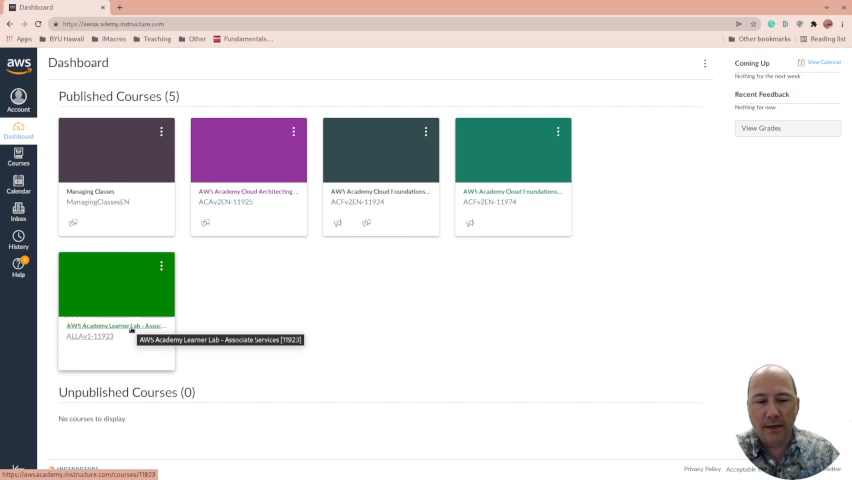 Dashboard
https://awsacademy.instructure.com
Apps
BYU Hawaii
iMacros
Teaching
Other
Fundamentals...
Other bookmarks
Reading list
aws
Account
Dashboard
Courses
Calendar
Inbox
History
Help
Dashboard
Published Courses (5)
Managing Classes
ManagingClassesEN
AWS Academy Cloud Architecting ...
ACAv2EN-11925
AWS Academy Cloud Foundations...
ACFv2EN-11924
AWS Academy Cloud Foundations...
ACFv2EN-11974
AWS Academy Learner Lab - Assoc...
ALLAv1-11923
AWS Academy Learner Lab - Associate Services [11923]
Unpublished Courses (0)
No courses to display
Coming Up
View Calendar
Nothing for the next week
Recent Feedback
Nothing for now
View Grades
INSTRUCTURE
Privacy Policy
Acceptable
Twitter
https://awsacademy.instructure.com/courses/11923